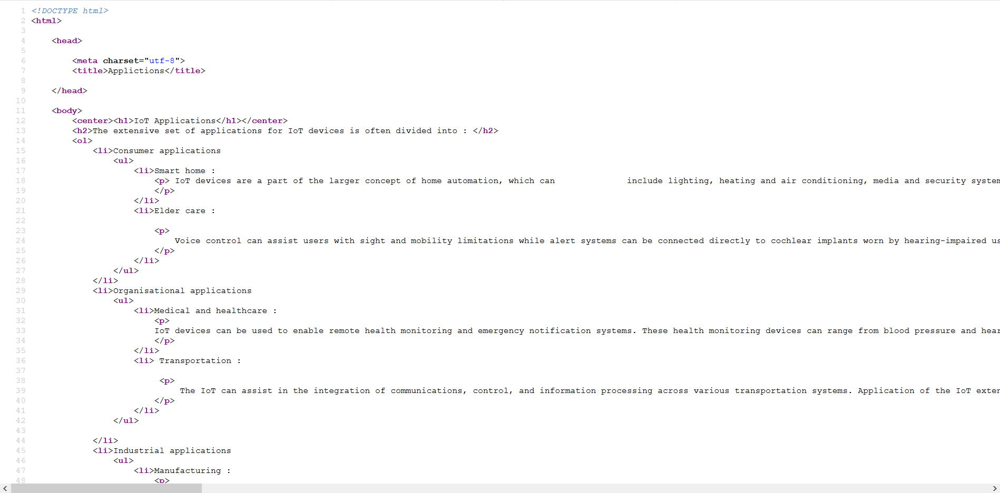 1 <!DOCTYPE html>
2 <html>
3
4 <head>
5
6 <meta charset="utf-8">
7 <title>Applictions</title>
8
9 </head>
10
11 <body>
12 <center><h1>IoT Applications</h1></center>
13 <h2>The extensive set of applications for IoT devices is often divided into : </h2>
14 <ol>
15 <li>Consumer applications
16 <ul>
17 <li>Smart home :
18 <p> IoT devices are a part of the larger concept of home automation, which can include lighting, heating and air conditioning, media and security system
19 </p>
20 </li>
21 <li>Elder care :
22
23 <p>
24 Voice control can assist users with sight and mobility limitations while alert systems can be connected directly to cochlear implants worn by hearing-impaired us
25 </p>
26 </li>
27 </ul>
28 </li>
29 <li>Organisational applications
30 <ul>
31 <li>Medical and healthcare :
32 <p>
33 IoT devices can be used to enable remote health monitoring and emergency notification systems. These health monitoring devices can range from blood pressure and hear
34 </p>
35 </li>
36 <li> Transportation :
37
38 <p>
39 The IoT can assist in the integration of communications, control, and information processing across various transportation systems. Application of the IoT exten
40 </p>
41 </li>
42 </ul>
43
44 </li>
45 <li>Industrial applications
46 <ul>
47 <li>Manufacturing :
48 <p>